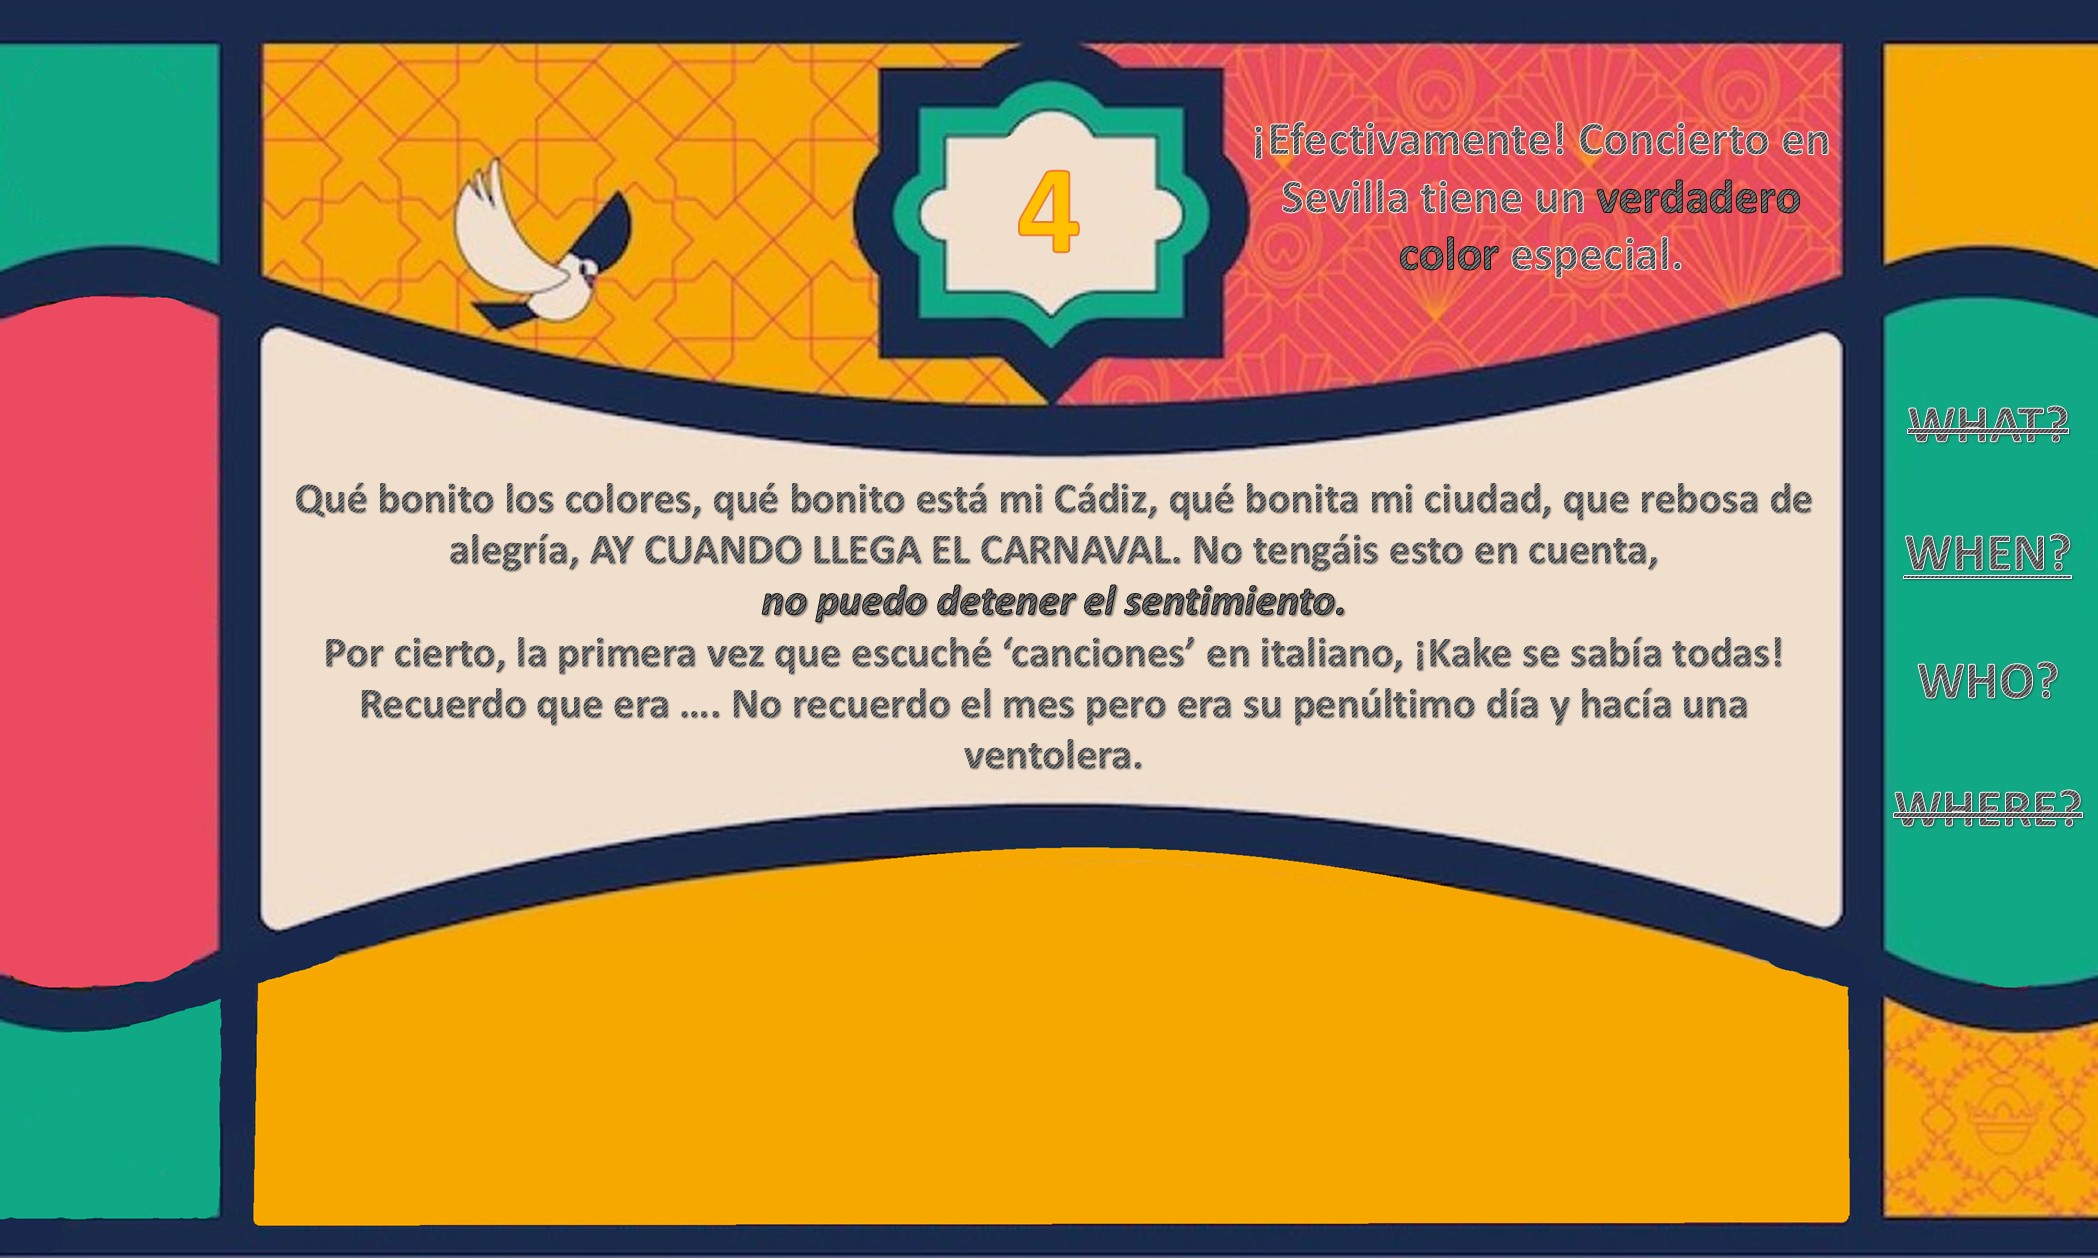 4
¡Efectivamente! Concierto en
Sevilla tiene un verdadero
color especial.
Qué bonito los colores, qué bonito está mi Cádiz, qué bonita mi ciudad, que rebosa de
alegría, AY CUANDO LLEGA EL CARNAVAL. No tengáis esto en cuenta,
no puedo detener el sentimiento.
Por cierto, la primera vez que escuché ‘canciones’ en italiano, ¡Kake se sabía todas!
Recuerdo que era .... No recuerdo el mes pero era su penúltimo día y hacía una
ventolera.
WHAT?
WHEN?
WHO?
WHERE?